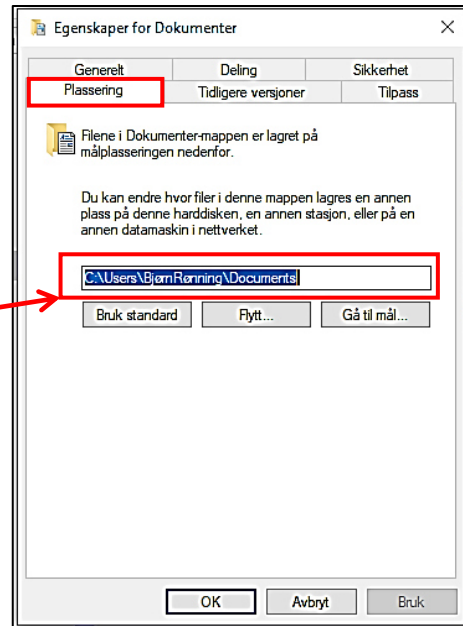 Egenskaper for Dokumenter
Generelt Deling Sikkerhet
Plassering Tidligere versjoner Tilpass
Filene i Dokumenter-mappen er lagret på
målplasseringen nedenfor.
Du kan endre hvor filer i denne mappen lagres en annen
plass på denne harddisken, en annen stasjon, eller på en
annen datamaskin i nettverket.
C:\Users\BjørnRønning\Documents
Bruk standard Flytt... Gå til mål...
OK Avbryt Bruk